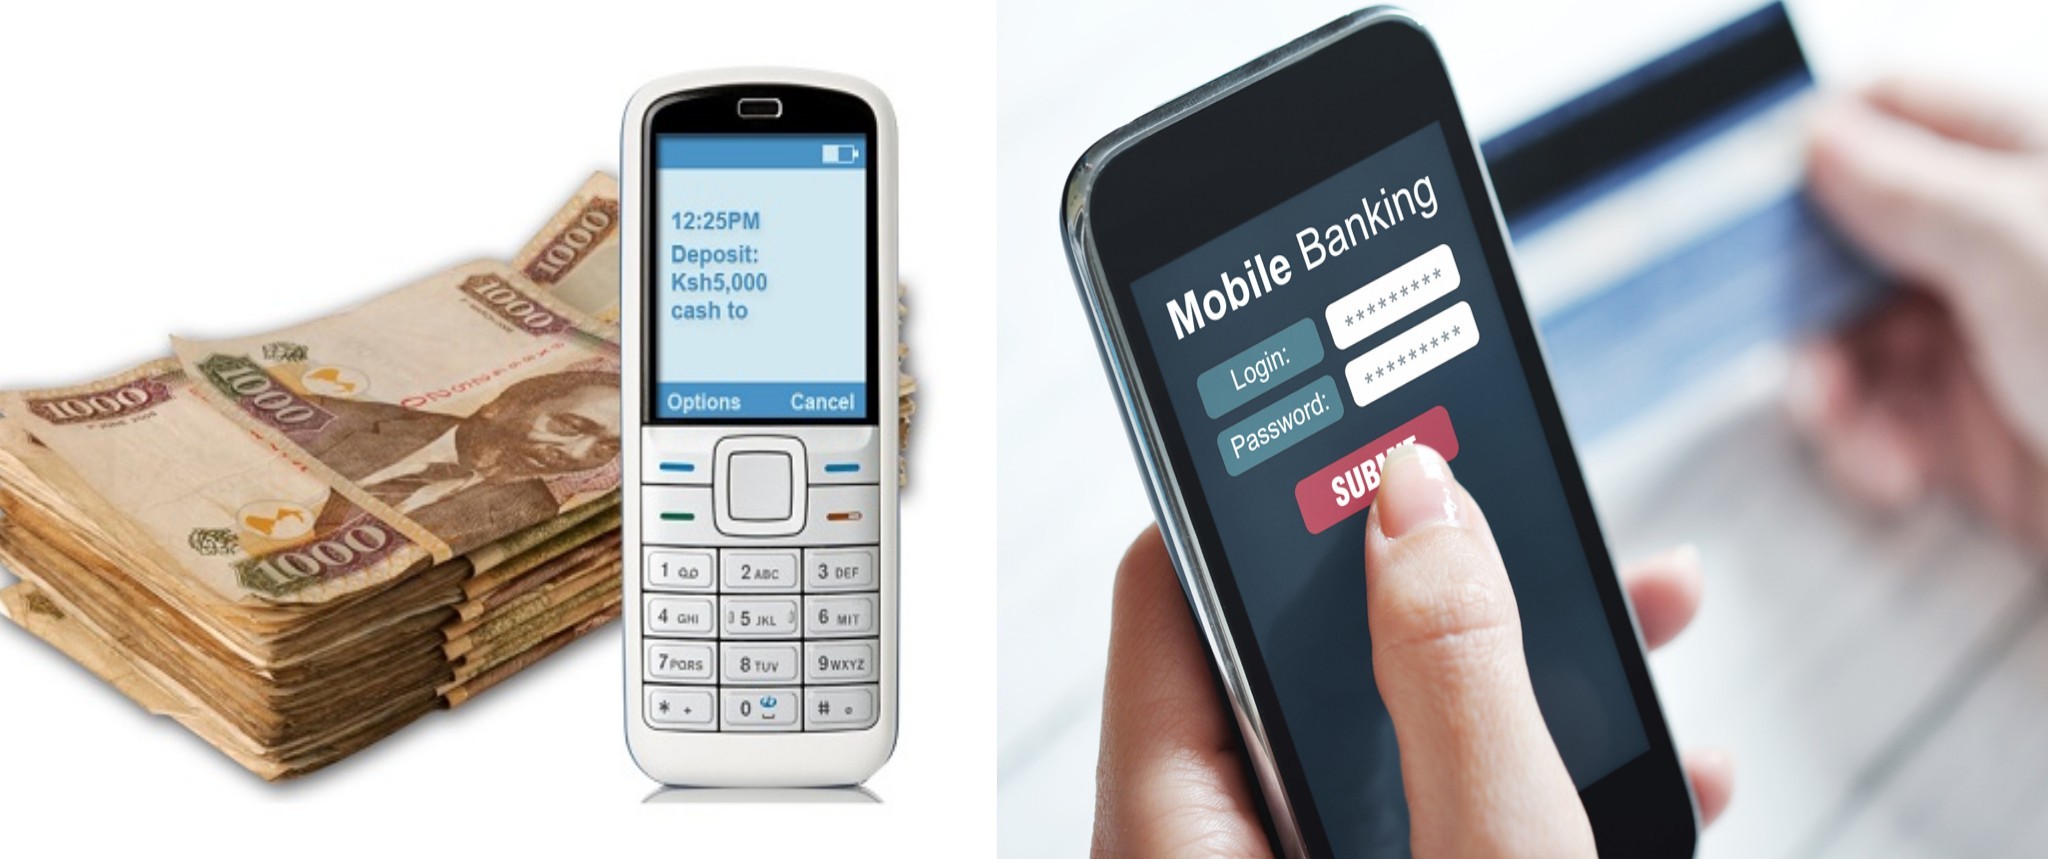 1000
1000
1000
1000
1000
12:25PM
Deposit:
Ksh5,000
cash to
Options
Cancel
1
2 ABC
3 DEF
4 GHI
5 JKL
6 MIT
7 PQRS
8 TUV
9 WXYZ
* +
0
#
Mobile Banking
Login:
*********
Password:
*********